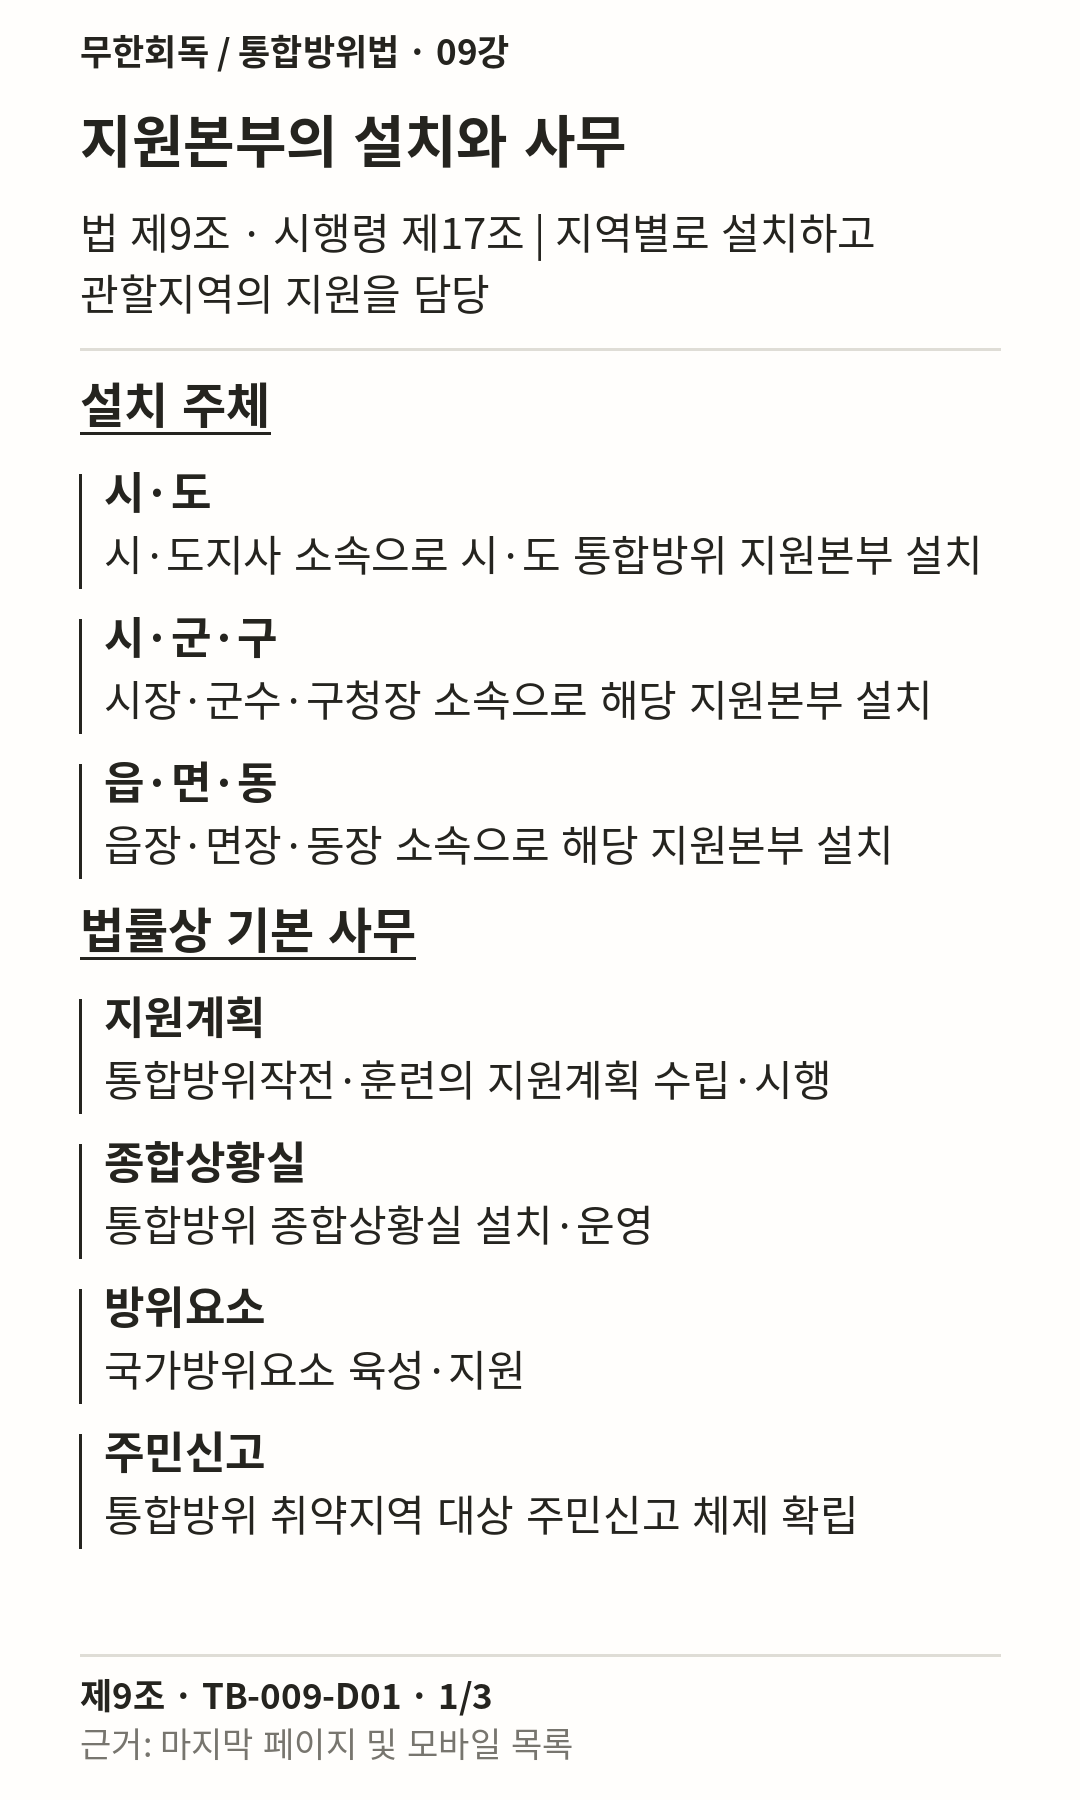 무한회독 / 통합방위법 · 09강
지원본부의 설치와 사무
법 제9조 · 시행령 제17조 | 지역별로 설치하고
관할지역의 지원을 담당
설치 주체
시·도
시·도지사 소속으로 시·도 통합방위 지원본부 설치
시·군·구
시장·군수·구청장 소속으로 해당 지원본부 설치
읍·면·동
읍장·면장·동장 소속으로 해당 지원본부 설치
법률상 기본 사무
지원계획
통합방위작전·훈련의 지원계획 수립·시행
종합상황실
통합방위 종합상황실 설치·운영
방위요소
국가방위요소 육성·지원
주민신고
통합방위 취약지역 대상 주민신고 체제 확립
제9조 · TB-009-D01 · 1/3
근거: 마지막 페이지 및 모바일 목록